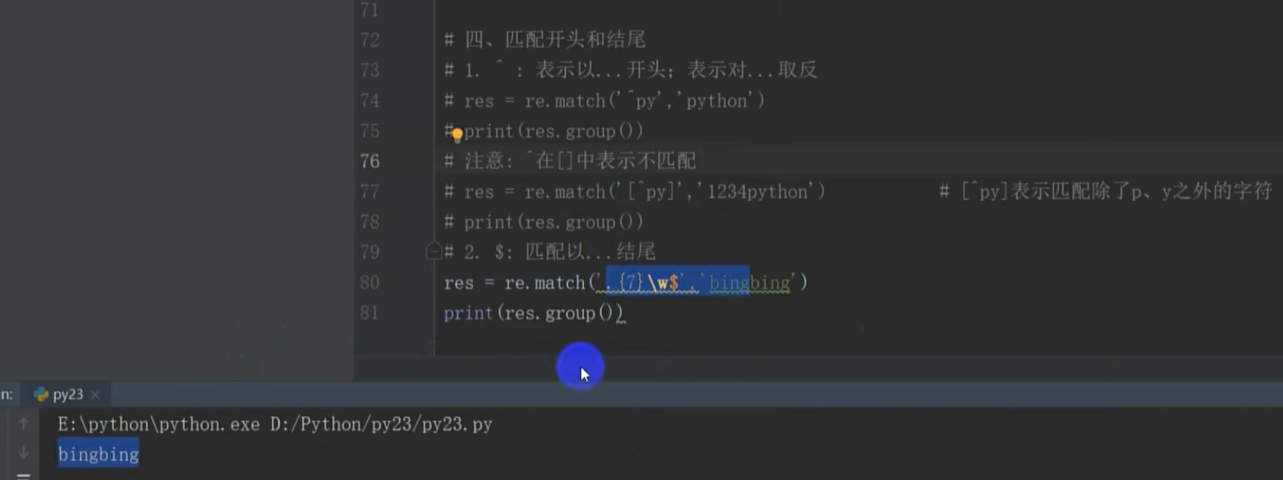 71
72 # 四、匹配开头和结尾
73 # 1. ^ : 表示以...开头; 表示对...取反
74 # res = re.match('^py','python')
75 # print(res.group())
76 # 注意: ^在[]中表示不匹配
77 # res = re.match('[^py]','1234python') # [^py]表示匹配除了p、y之外的字符
78 # print(res.group())
79 # 2. $: 匹配以...结尾
80 res = re.match('.{7}\w$','bingbing')
81 print(res.group())
n: py23 ×
E:\python\python.exe D:/Python/py23/py23.py
bingbing